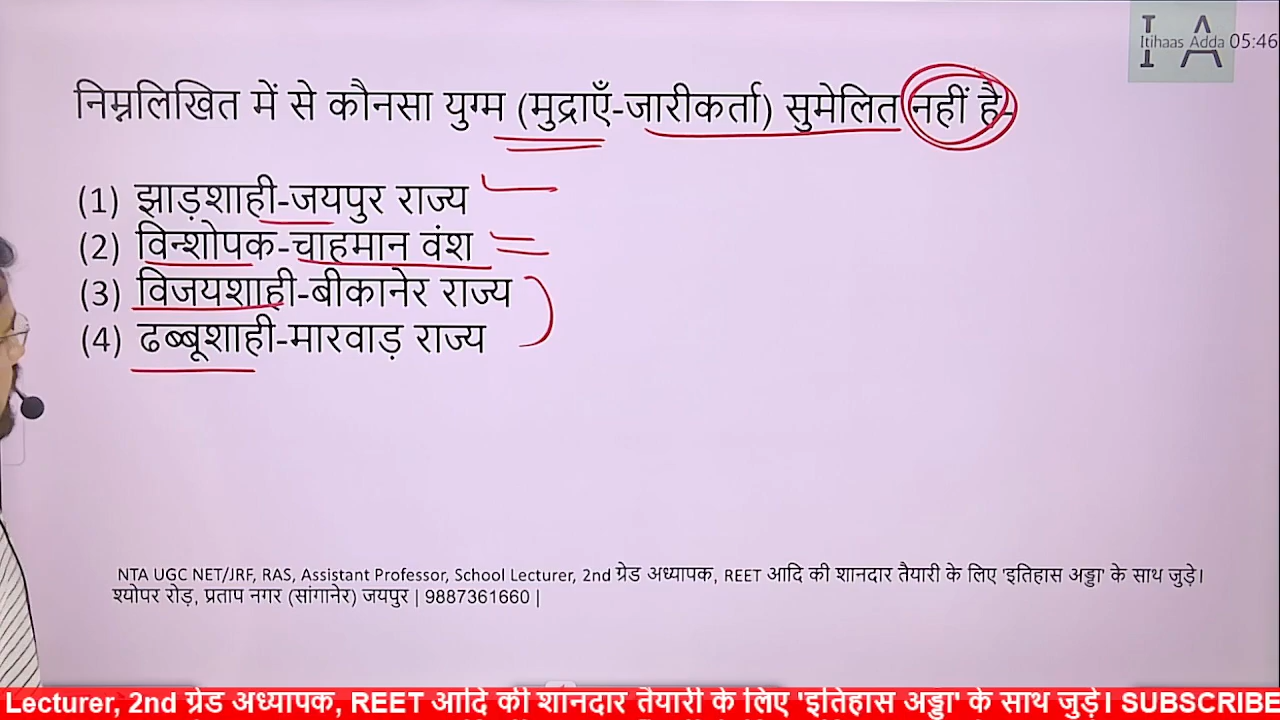 I A
Itihaas Adda 05:46
निम्नलिखित में से कौनसा युग्म (मुद्राएँ-जारीकर्ता) सुमेलित नहीं है-
(1) झाड़शाही-जयपुर राज्य
(2) विन्शोपक-चाहमान वंश
(3) विजयशाही-बीकानेर राज्य
(4) ढब्बूशाही-मारवाड़ राज्य
NTA UGC NET/JRF, RAS, Assistant Professor, School Lecturer, 2nd ग्रेड अध्यापक, REET आदि की शानदार तैयारी के लिए 'इतिहास अड्डा' के साथ जुड़े।
श्योपर रोड़, प्रताप नगर (सांगानेर) जयपुर | 9887361660 |
Lecturer, 2nd ग्रेड अध्यापक, REET आदि की शानदार तैयारी के लिए 'इतिहास अड्डा' के साथ जुड़े। SUBSCRIBE